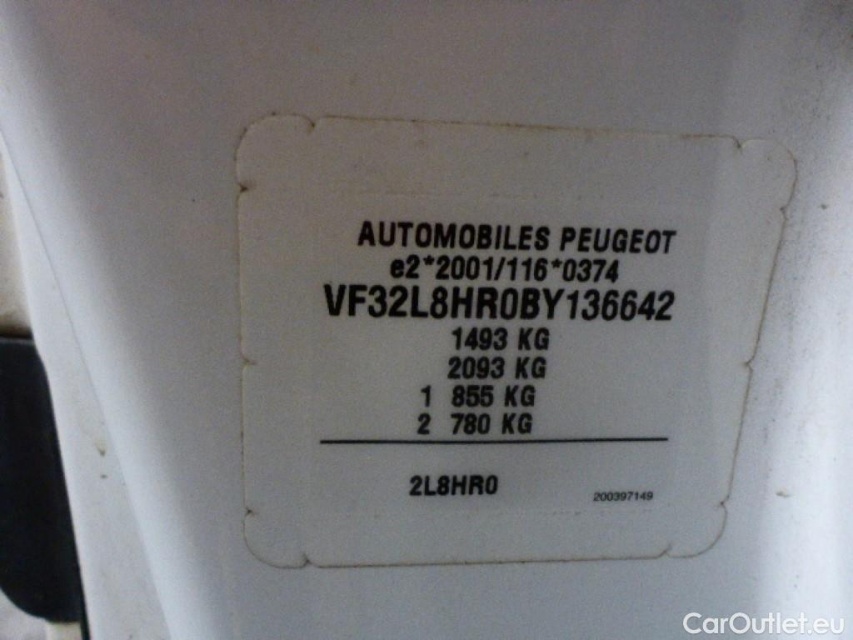 AUTOMOBILES PEUGEOT
e2*2001/116*0374
VF32L8HR0BY136642
1493 KG
2093 KG
1 855 KG
2 780 KG
2L8HR0
200397149
CarOutlet.eu